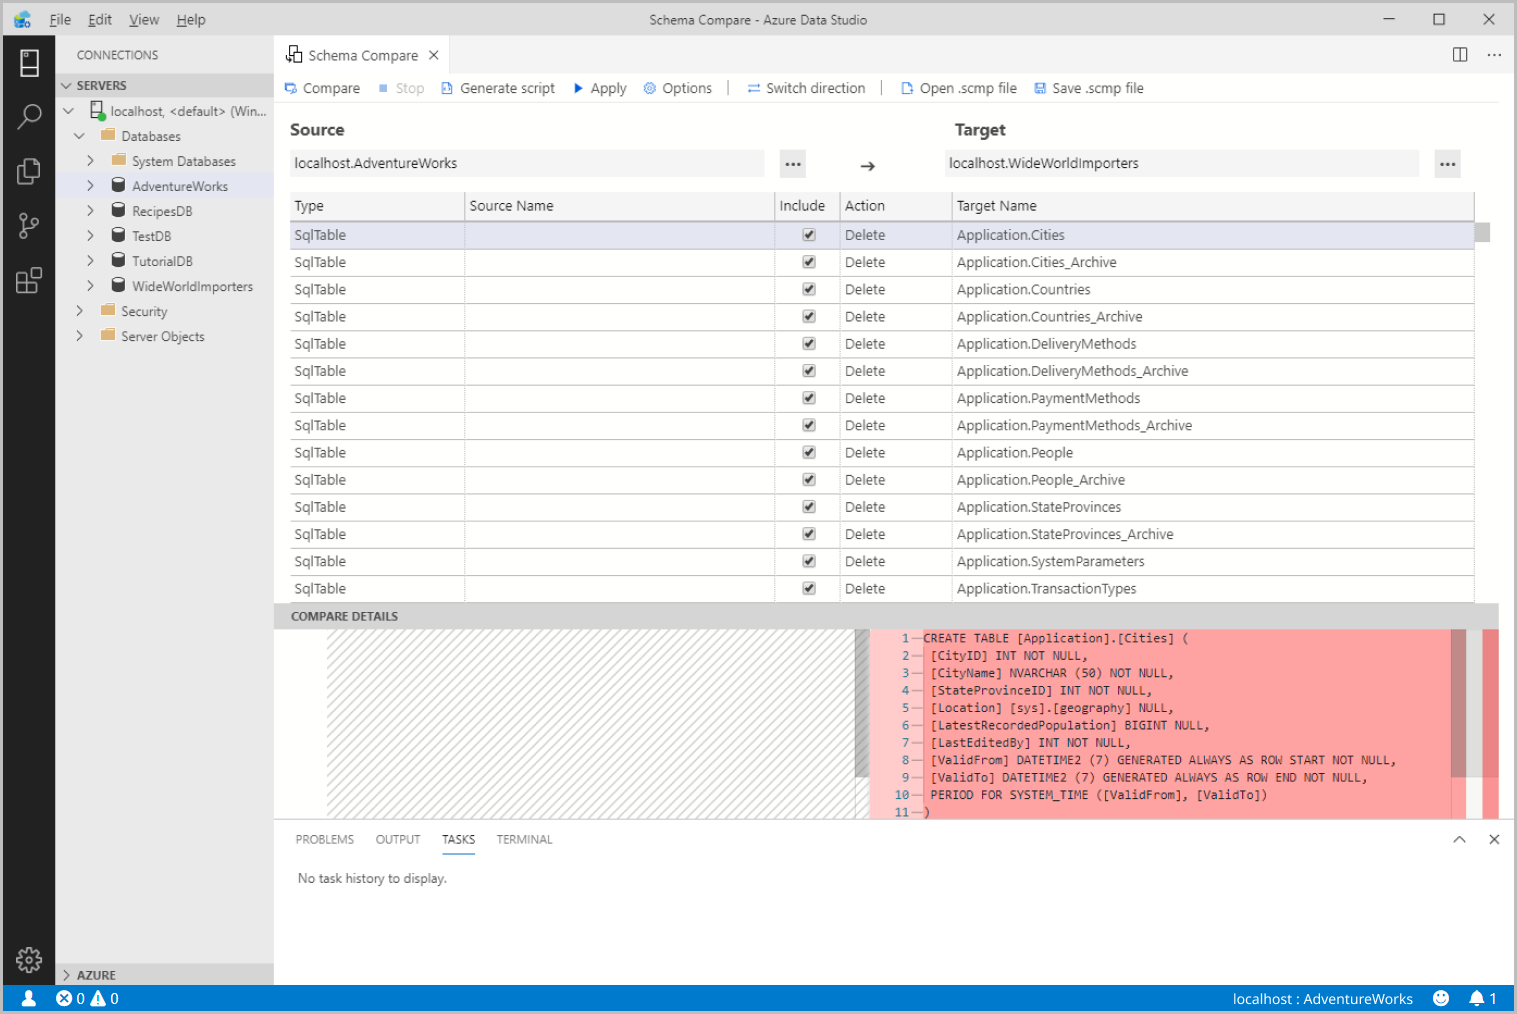 File Edit View Help
Schema Compare - Azure Data Studio
CONNECTIONS
SERVERS
localhost, <default> (Win...
Databases
System Databases
AdventureWorks
RecipesDB
TestDB
TutorialDB
WideWorldImporters
Security
Server Objects
AZURE
Schema Compare
Compare Stop Generate script Apply Options Switch direction Open .scmp file Save .scmp file
Source Target
localhost.AdventureWorks ... localhost.WideWorldImporters ...
Type Source Name Include Action Target Name
SqlTable Delete Application.Cities
SqlTable Delete Application.Cities_Archive
SqlTable Delete Application.Countries
SqlTable Delete Application.Countries_Archive
SqlTable Delete Application.DeliveryMethods
SqlTable Delete Application.DeliveryMethods_Archive
SqlTable Delete Application.PaymentMethods
SqlTable Delete Application.PaymentMethods_Archive
SqlTable Delete Application.People
SqlTable Delete Application.People_Archive
SqlTable Delete Application.StateProvinces
SqlTable Delete Application.StateProvinces_Archive
SqlTable Delete Application.SystemParameters
SqlTable Delete Application.TransactionTypes
COMPARE DETAILS
1 CREATE TABLE [Application].[Cities] (
2 [CityID] INT NOT NULL,
3 [CityName] NVARCHAR (50) NOT NULL,
4 [StateProvinceID] INT NOT NULL,
5 [Location] [sys].[geography] NULL,
6 [LatestRecordedPopulation] BIGINT NULL,
7 [LastEditedBy] INT NOT NULL,
8 [ValidFrom] DATETIME2 (7) GENERATED ALWAYS AS ROW START NOT NULL,
9 [ValidTo] DATETIME2 (7) GENERATED ALWAYS AS ROW END NOT NULL,
10 PERIOD FOR SYSTEM_TIME ([ValidFrom], [ValidTo])
11 )
PROBLEMS OUTPUT TASKS TERMINAL
No task history to display.
0 0 localhost : AdventureWorks 1